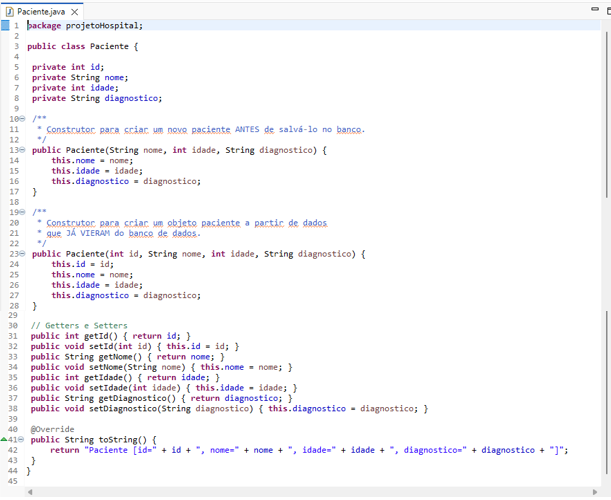 Paciente.java
1 package projetoHospital;
2
3 public class Paciente {
4
5 private int id;
6 private String nome;
7 private int idade;
8 private String diagnostico;
9
10 /**
11 * Construtor para criar um novo paciente ANTES de salvá-lo no banco.
12 */
13 public Paciente(String nome, int idade, String diagnostico) {
14 this.nome = nome;
15 this.idade = idade;
16 this.diagnostico = diagnostico;
17 }
18
19 /**
20 * Construtor para criar um objeto paciente a partir de dados
21 * que JÁ VIERAM do banco de dados.
22 */
23 public Paciente(int id, String nome, int idade, String diagnostico) {
24 this.id = id;
25 this.nome = nome;
26 this.idade = idade;
27 this.diagnostico = diagnostico;
28 }
29
30 // Getters e Setters
31 public int getId() { return id; }
32 public void setId(int id) { this.id = id; }
33 public String getNome() { return nome; }
34 public void setNome(String nome) { this.nome = nome; }
35 public int getIdade() { return idade; }
36 public void setIdade(int idade) { this.idade = idade; }
37 public String getDiagnostico() { return diagnostico; }
38 public void setDiagnostico(String diagnostico) { this.diagnostico = diagnostico; }
39
40 @Override
41 public String toString() {
42 return "Paciente [id=" + id + ", nome=" + nome + ", idade=" + idade + ", diagnostico=" + diagnostico + "]";
43 }
44 }
45